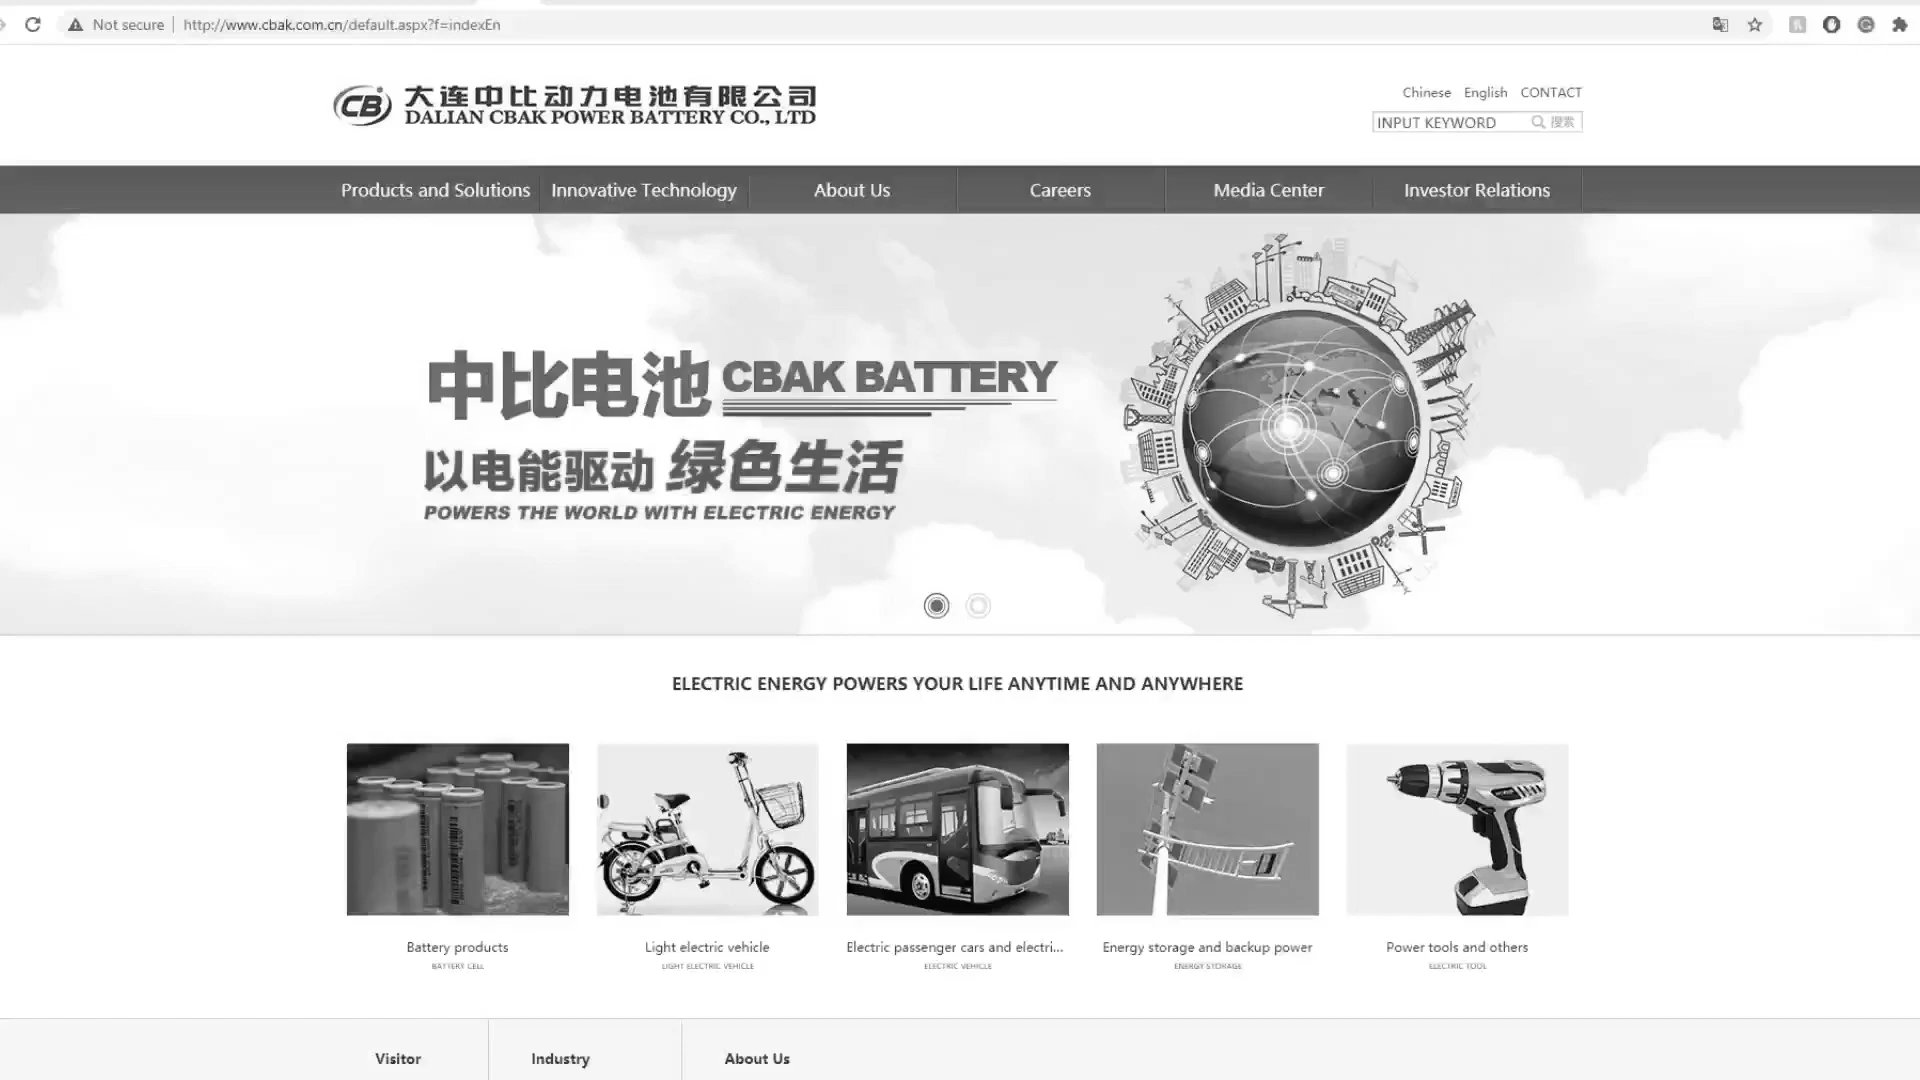 Not secure | http://www.cbak.com.cn/default.aspx?f=indexEn
CB 大连中比动力电池有限公司
DALIAN CBAK POWER BATTERY CO., LTD
Chinese English CONTACT
INPUT KEYWORD 搜索
Products and Solutions Innovative Technology About Us Careers Media Center Investor Relations
中比电池 CBAK BATTERY
以电能驱动 绿色生活
POWERS THE WORLD WITH ELECTRIC ENERGY
ELECTRIC ENERGY POWERS YOUR LIFE ANYTIME AND ANYWHERE
Battery products
BATTERY CELL
Light electric vehicle
LIGHT ELECTRIC VEHICLE
Electric passenger cars and electri...
ELECTRIC VEHICLE
Energy storage and backup power
ENERGY STORAGE
Power tools and others
ELECTRIC TOOL
Visitor Industry About Us